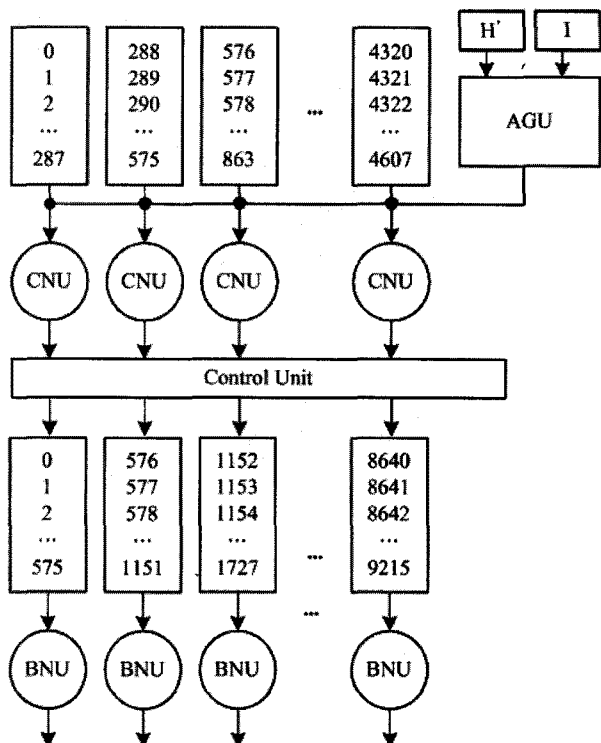 0 288 576 4320 H' I
1 289 577 4321
2 290 578 ... 4322 AGU
... ... ... ...
287 575 863 4607
CNU CNU CNU CNU
Control Unit
0 576 1152 8640
1 577 1153 8641
2 578 1154 8642
... ... ... ...
575 1151 1727 ... 9215
...
BNU BNU BNU BNU